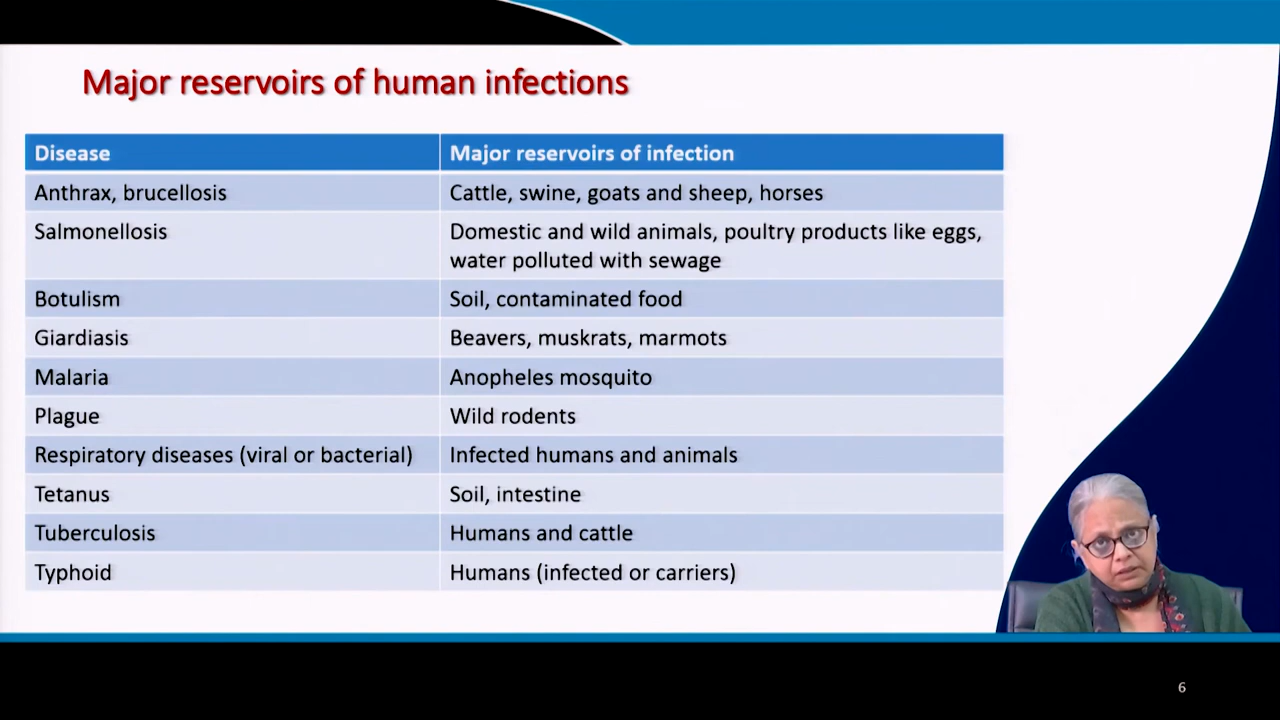 Major reservoirs of human infections
Disease Major reservoirs of infection
Anthrax, brucellosis Cattle, swine, goats and sheep, horses
Salmonellosis Domestic and wild animals, poultry products like eggs,
water polluted with sewage
Botulism Soil, contaminated food
Giardiasis Beavers, muskrats, marmots
Malaria Anopheles mosquito
Plague Wild rodents
Respiratory diseases (viral or bacterial) Infected humans and animals
Tetanus Soil, intestine
Tuberculosis Humans and cattle
Typhoid Humans (infected or carriers)
6